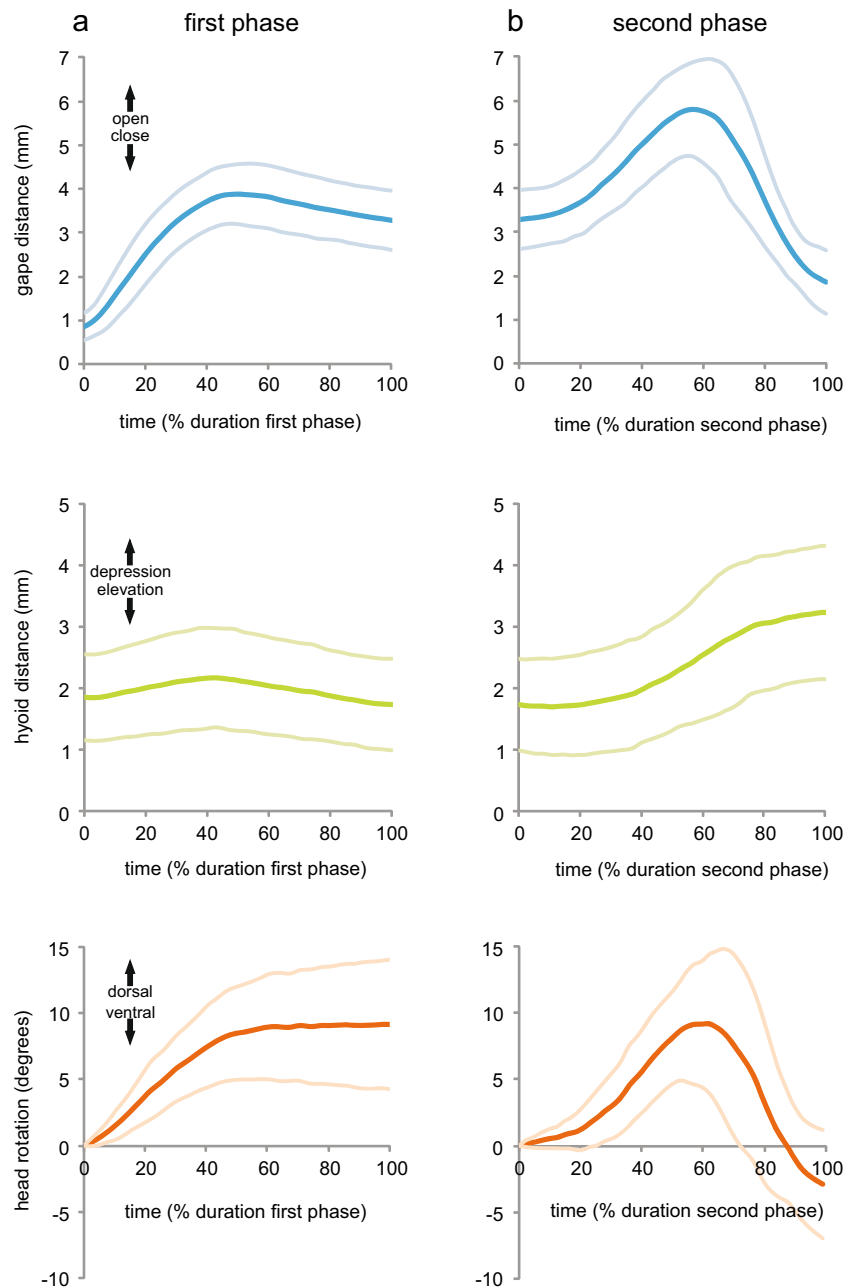 a first phase
b second phase
7
6
5
4
3
2
1
0
gape distance (mm)
open
close
0 20 40 60 80 100
time (% duration first phase)
7
6
5
4
3
2
1
0
0 20 40 60 80 100
time (% duration second phase)
5
4
3
2
1
0
hyoid distance (mm)
depression
elevation
0 20 40 60 80 100
time (% duration first phase)
5
4
3
2
1
0
0 20 40 60 80 100
time (% duration second phase)
15
10
5
0
-5
-10
head rotation (degrees)
dorsal
ventral
0 20 40 60 80 100
time (% duration first phase)
15
10
5
0
-5
-10
0 20 40 60 80 100
time (% duration second phase)